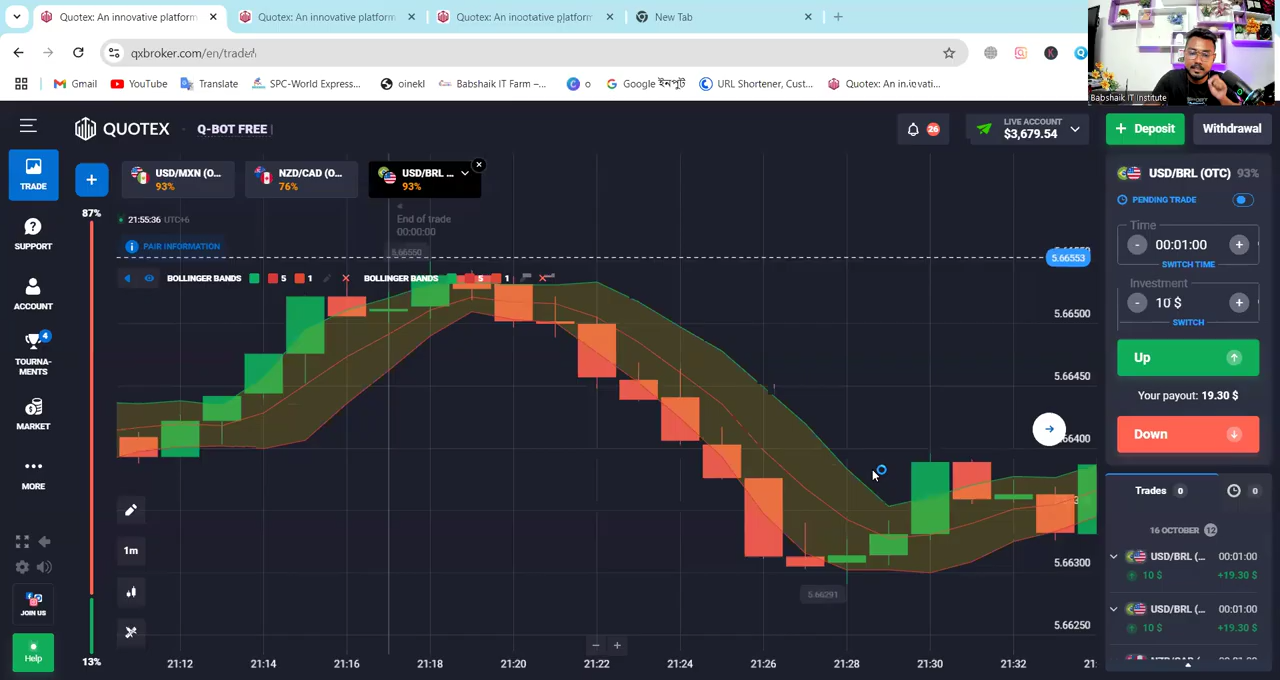 Quotex: An innovative platform
Quotex: An innovative platform
Quotex: An inootative platform
New Tab
qxbroker.com/en/trade
Gmail
YouTube
Translate
SPC-World Express...
oinekl
Babshaik IT Farm –...
o
Google ইনপুট
URL Shortener, Cust...
Quotex: An in.ievati...
Babshaik IT Institute
QUOTEX
Q-BOT FREE
26
LIVE ACCOUNT
$3,679.54
+ Deposit
Withdrawal
TRADE
+
USD/MXN (O...
93%
NZD/CAD (O...
76%
USD/BRL ...
93%
USD/BRL (OTC) 93%
PENDING TRADE
87%
21:55:36 UTC+6
End of trade
00:00:00
PAIR INFORMATION
5.66550
5.66553
BOLLINGER BANDS 5 1
BOLLINGER BANDS 5 1
Time
- 00:01:00 +
SWITCH TIME
Investment
- 10 $ +
SWITCH
Up
Your payout: 19.30 $
Down
SUPPORT
ACCOUNT
4
TOURNA-
MENTS
MARKET
MORE
JOIN US
Help
5.66500
5.66450
5.66400
5.66300
5.66250
5.66291
1m
13%
21:12
21:14
21:16
21:18
21:20
21:22
21:24
21:26
21:28
21:30
21:32
21:
Trades 0
0
16 OCTOBER 12
USD/BRL (... 00:01:00
10 $ +19.30 $
USD/BRL (... 00:01:00
10 $ +19.30 $